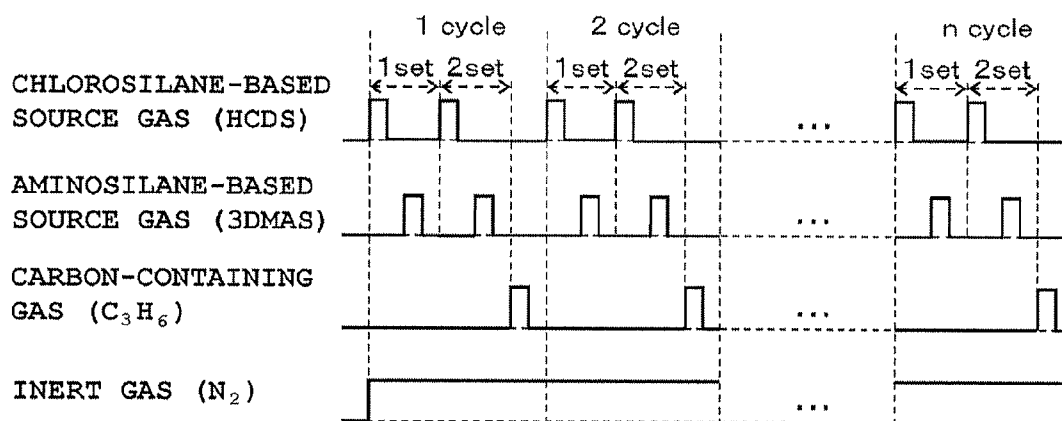 1 cycle 2 cycle n cycle
1set 2set 1set 2set 1set 2set
CHLOROSILANE-BASED
SOURCE GAS (HCDS)
...
AMINOSILANE-BASED
SOURCE GAS (3DMAS)
...
CARBON-CONTAINING
GAS (C₃H₆)
...
INERT GAS (N₂)
...